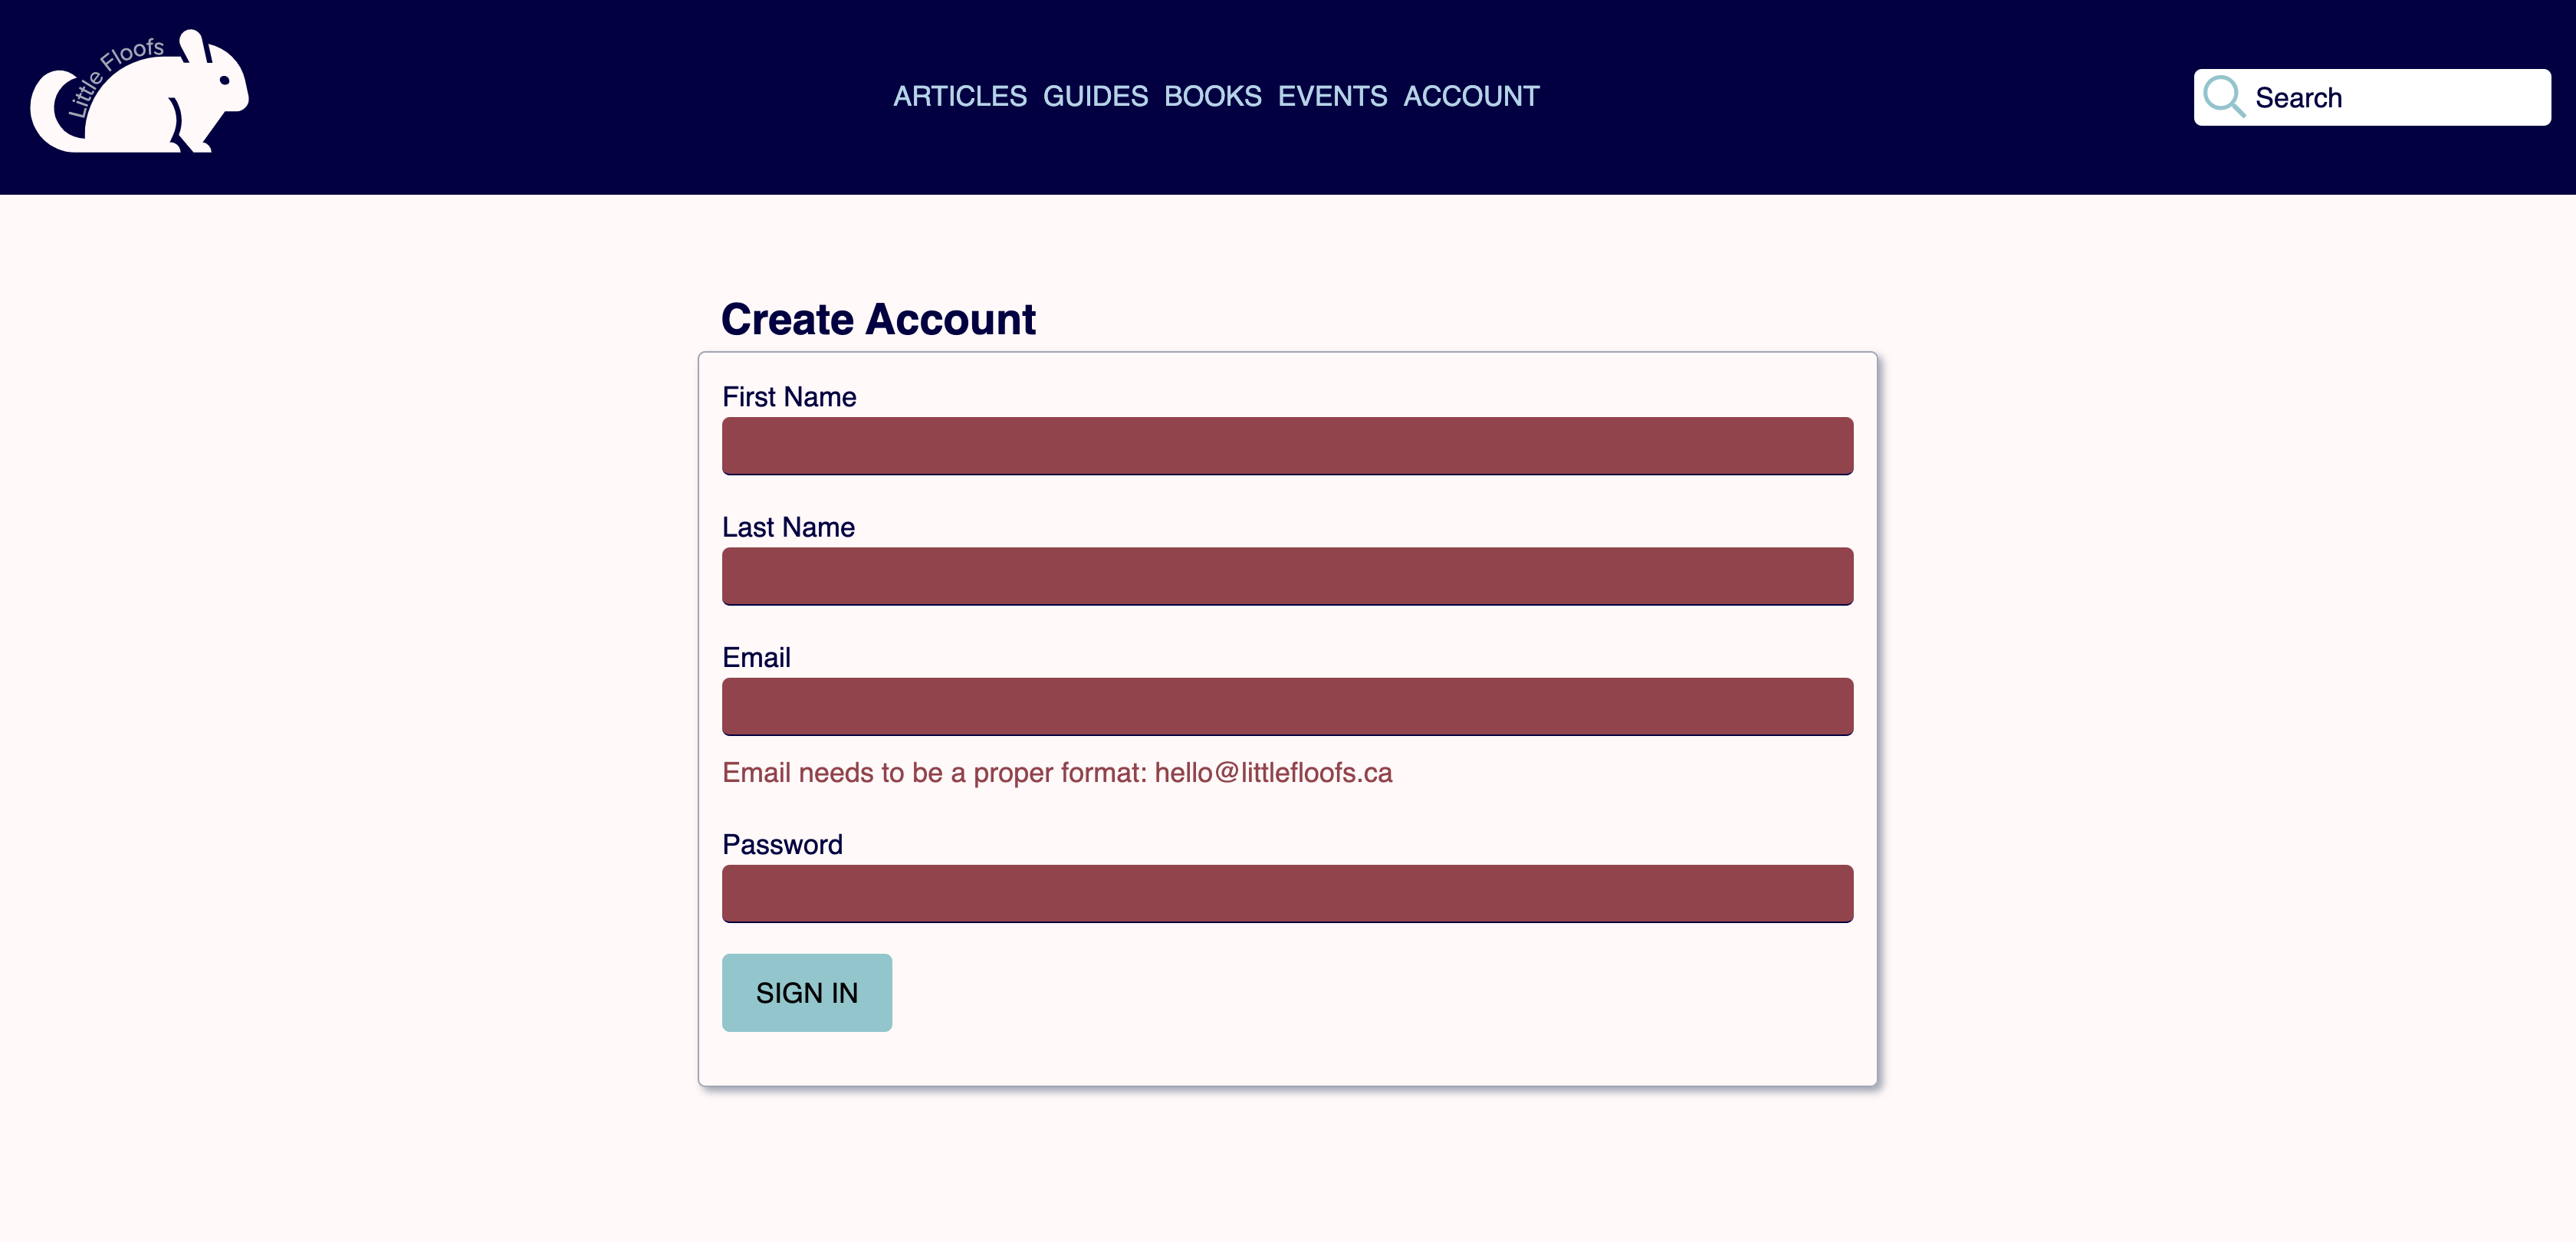 Little Floofs
ARTICLES GUIDES BOOKS EVENTS ACCOUNT
Search
Create Account
First Name
Last Name
Email
Email needs to be a proper format: hello@littlefloofs.ca
Password
SIGN IN